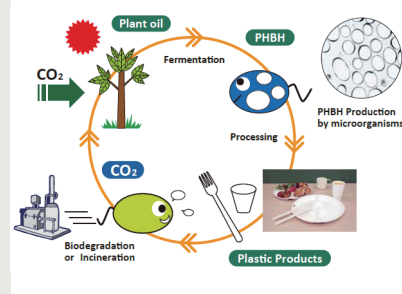 Plant oil
PHBH
Fermentation
CO2
PHBH Production
by microorganisms
Processing
CO2
Biodegradation
or Incineration
Plastic Products